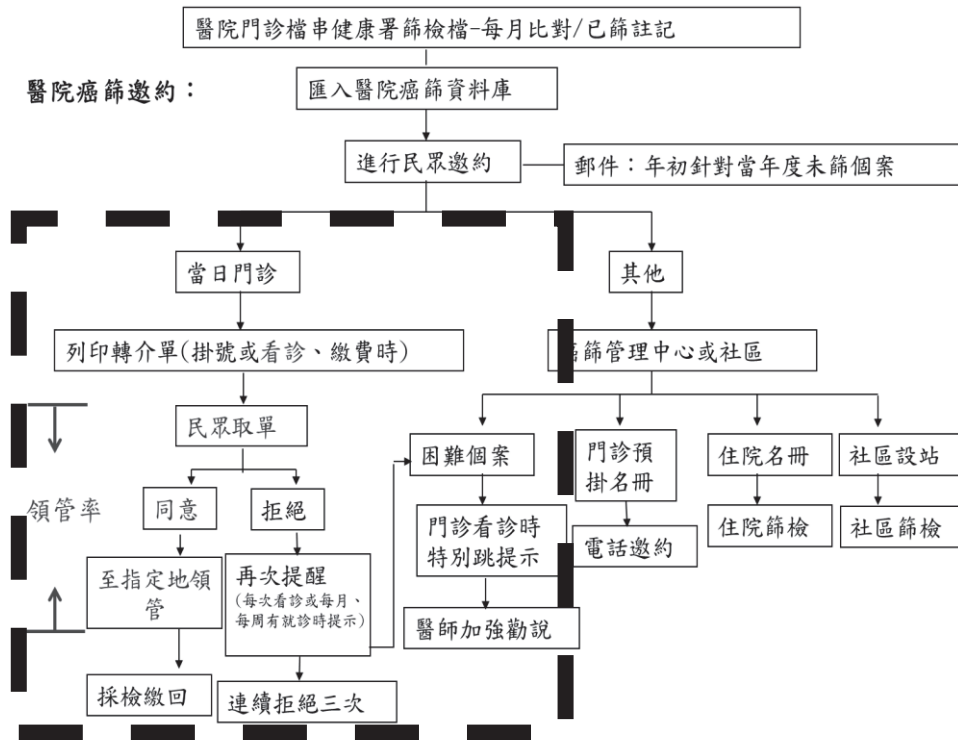 醫院門診檔串健康署篩檢檔-每月比對/已篩註記
醫院癌篩邀約：
匯入醫院癌篩資料庫
進行民眾邀約
郵件：年初針對當年度未篩個案
當日門診
其他
列印轉介單(掛號或看診、繳費時)
癌篩管理中心或社區
民眾取單
困難個案
門診預
掛名冊
住院名冊
社區設站
領管率
同意
拒絕
門診看診時
特別跳提示
電話邀約
住院篩檢
社區篩檢
至指定地領
管
再次提醒
(每次看診或每月、
每周有就診時提示)
醫師加強勸說
採檢繳回
連續拒絕三次